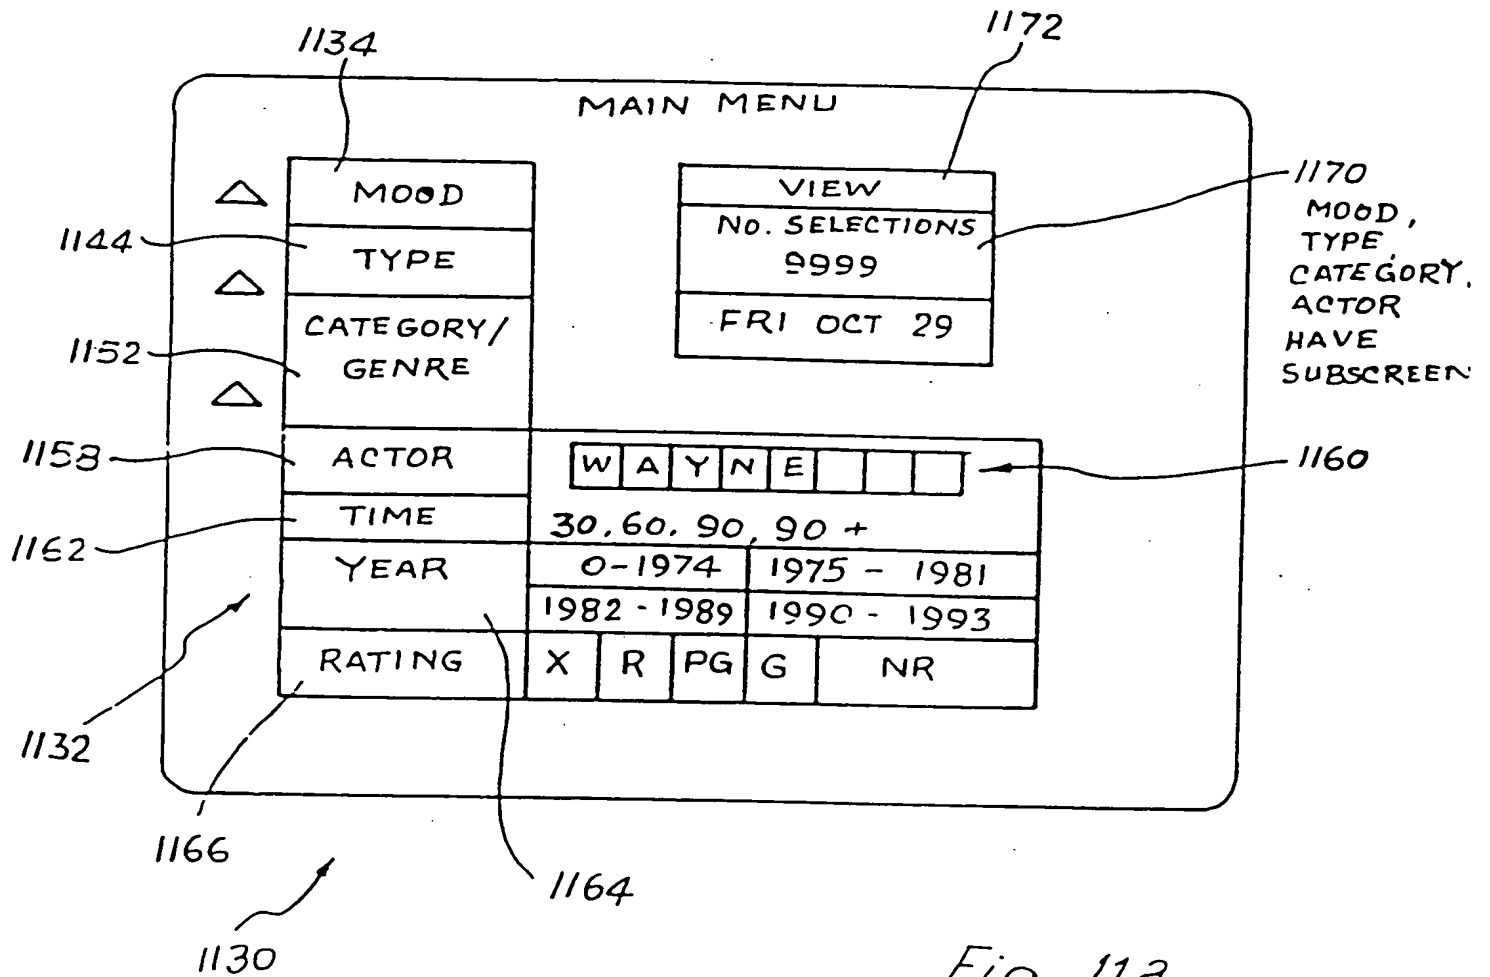 1134
1172
MAIN MENU
MOOD
VIEW
1170
1144
TYPE
No. SELECTIONS
9999
MOOD,
TYPE
CATEGORY,
ACTOR
HAVE
SUBSCREEN
1152
CATEGORY/
GENRE
FRI OCT 29
1158
ACTOR
W A Y N E
1160
1162
TIME
30, 60, 90, 90 +
YEAR
0-1974
1975 - 1981
1982 - 1989
1990 - 1993
RATING
X
R
PG
G
NR
1132
1166
1164
1130